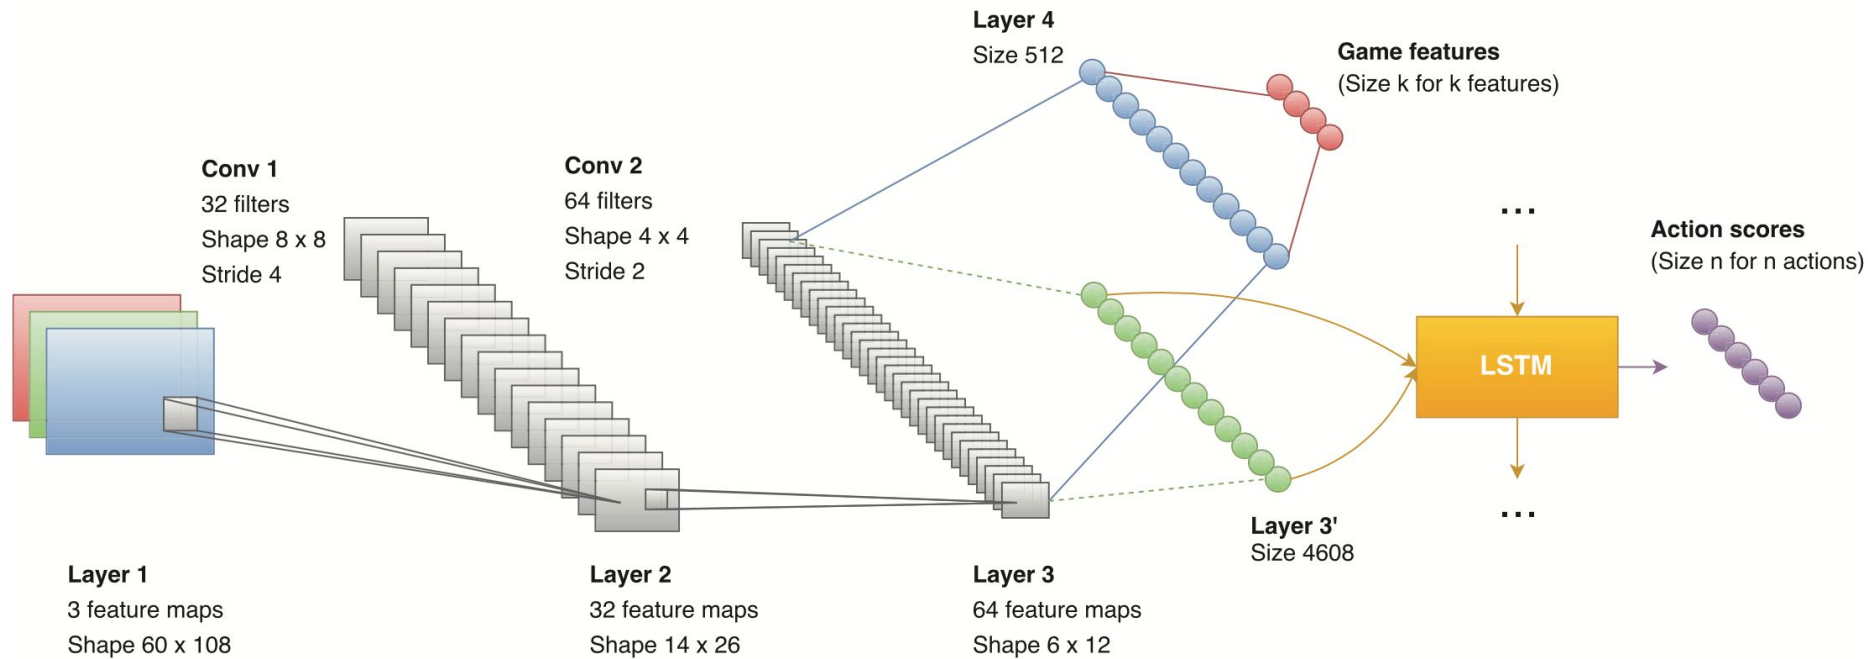 Layer 4
Size 512
Game features
(Size k for k features)
Conv 1
32 filters
Shape 8 x 8
Stride 4
Conv 2
64 filters
Shape 4 x 4
Stride 2
...
Action scores
(Size n for n actions)
LSTM
...
Layer 3'
Size 4608
Layer 1
3 feature maps
Shape 60 x 108
Layer 2
32 feature maps
Shape 14 x 26
Layer 3
64 feature maps
Shape 6 x 12